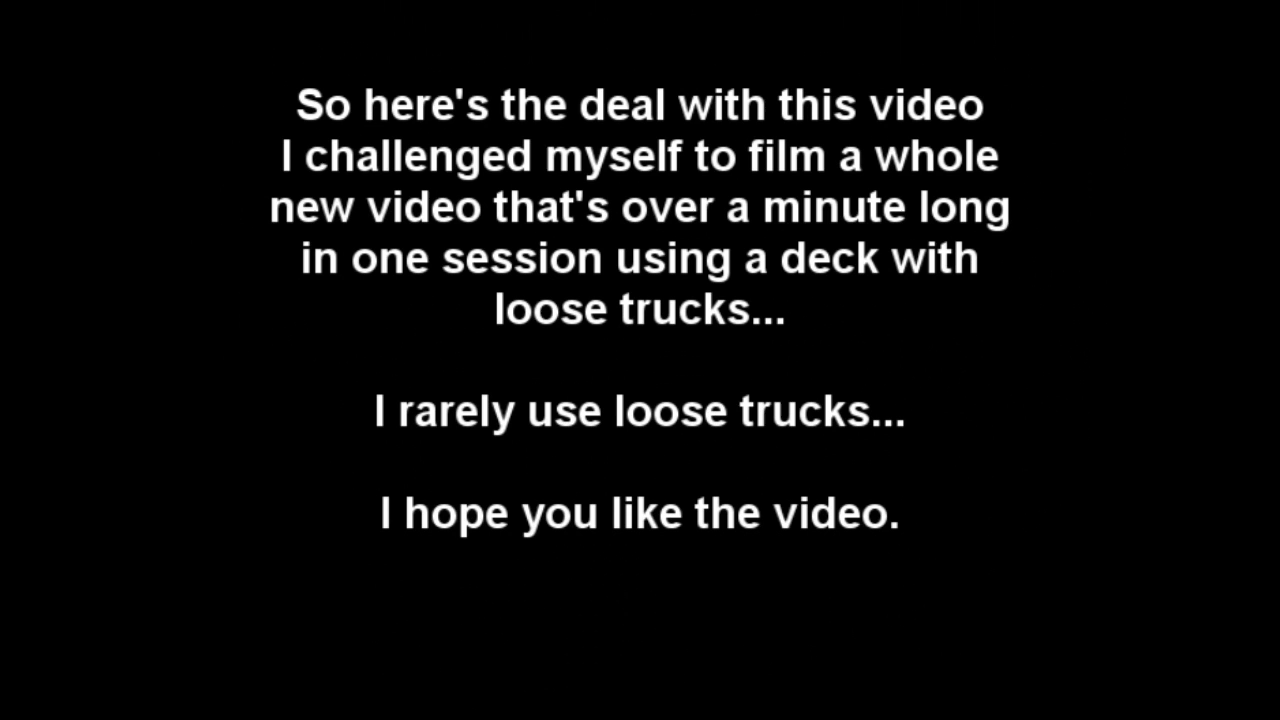 So here's the deal with this video
I challenged myself to film a whole
new video that's over a minute long
in one session using a deck with
loose trucks...
I rarely use loose trucks...
I hope you like the video.